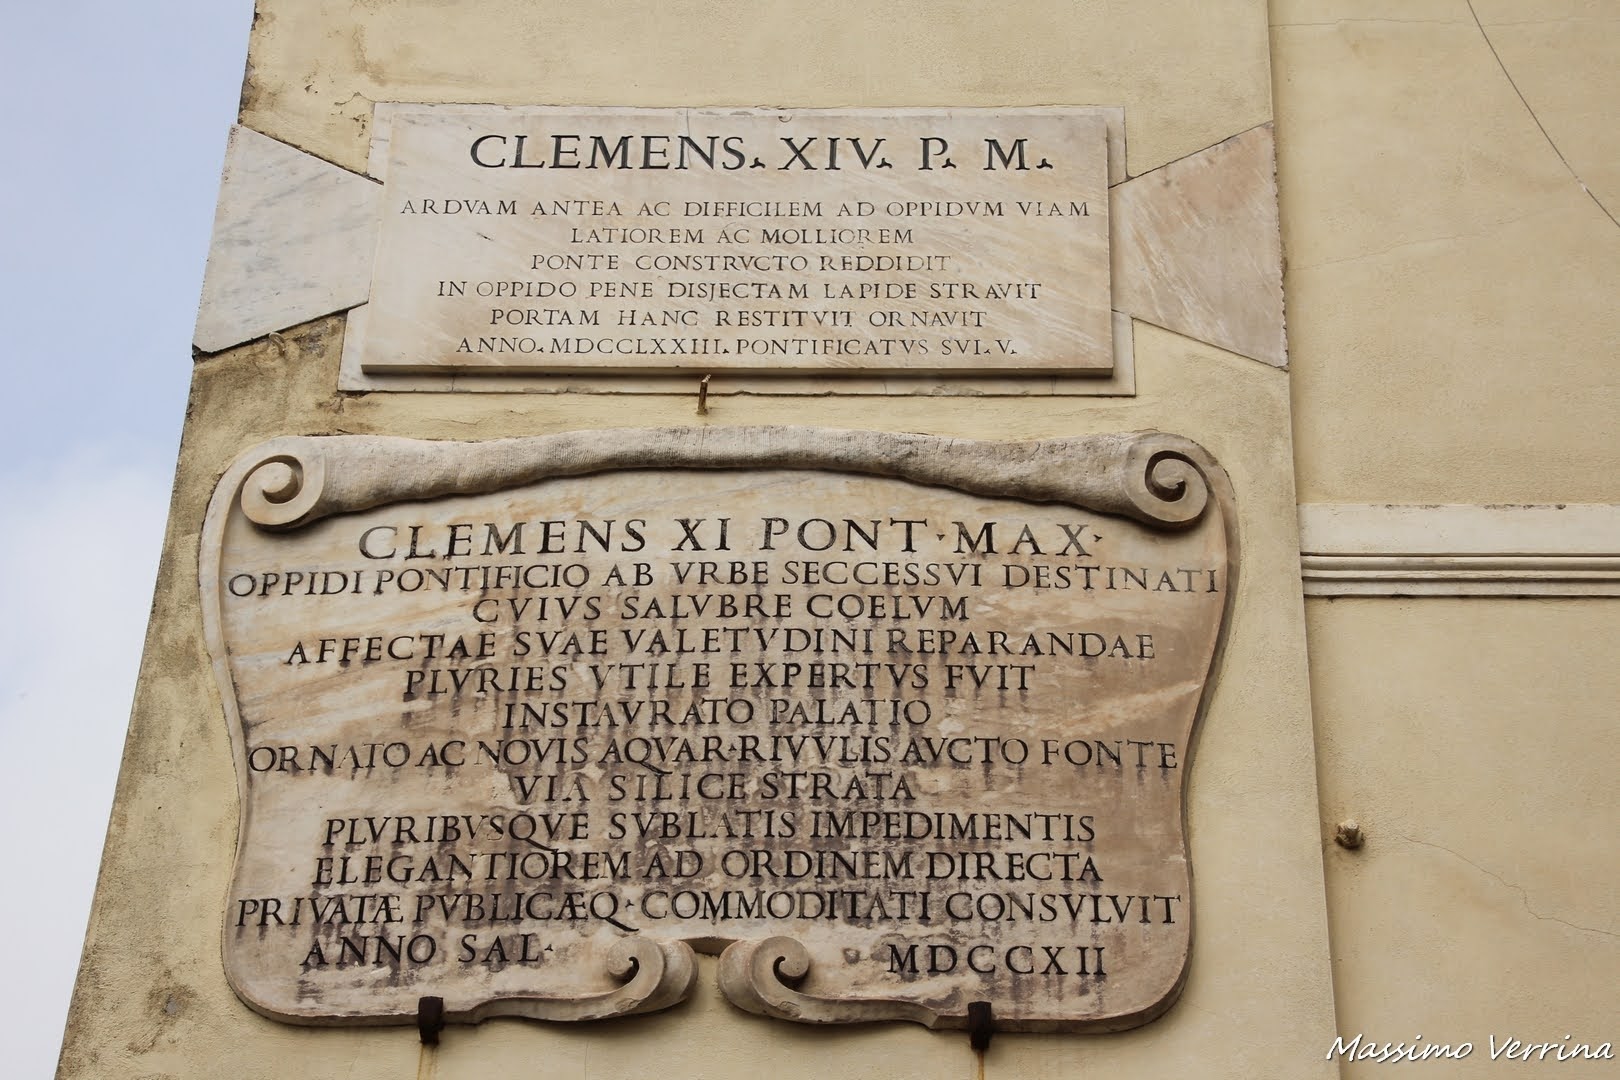 CLEMENS. XIV. P. M.
ARDVAM ANTEA AC DIFFICILEM AD OPPIDVM VIAM
LATIOREM AC MOLLIOREM
PONTE CONSTRVCTO REDDIDIT
IN OPPIDO PENE DISJECTAM LAPIDE STRAVIT
PORTAM HANC RESTITVIT ORNAVIT
ANNO. MDCCLXXIII. PONTIFICATVS SVI. V.
CLEMENS XI PONT · MAX ·
OPPIDI PONTIFICIO AB VRBE SECCESSVI DESTINATI
CVIVS SALVBRE COELVM
AFFECTAE SVAE VALETVDINI REPARANDAE
PLVRIES VTILE EXPERTVS FVIT
INSTAVRATO PALATIO
ORNATO AC NOVIS AQVAR · RIVVLIS AVCTO FONTE
VIA SILICE STRATA
PLVRIBVSQVE SVBLATIS IMPEDIMENTIS
ELEGANTIOREM AD ORDINEM DIRECTA
PRIVATÆ PVBLICÆQ · COMMODITATI CONSVLVIT
ANNO SAL · MDCCXII
Massimo Verrina